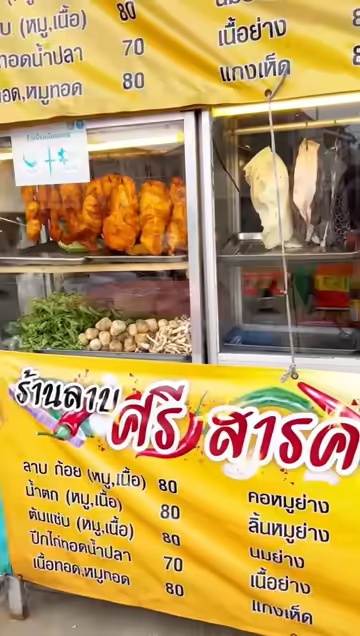 บ (หมู,เนื้อ) 80
ทอดน้ำปลา 70
ทอด,หมูทอด 80
เนื้อย่าง
แกงเห็ด
ร้านลาบ ศรี สารค
ลาบ ก้อย (หมู,เนื้อ) 80
น้ำตก (หมู,เนื้อ) 80
ต้มแซ่บ (หมู,เนื้อ) 80
ปีกไก่ทอดน้ำปลา 70
เนื้อทอด,หมูทอด 80
คอหมูย่าง
ลิ้นหมูย่าง
นมย่าง
เนื้อย่าง
แกงเห็ด